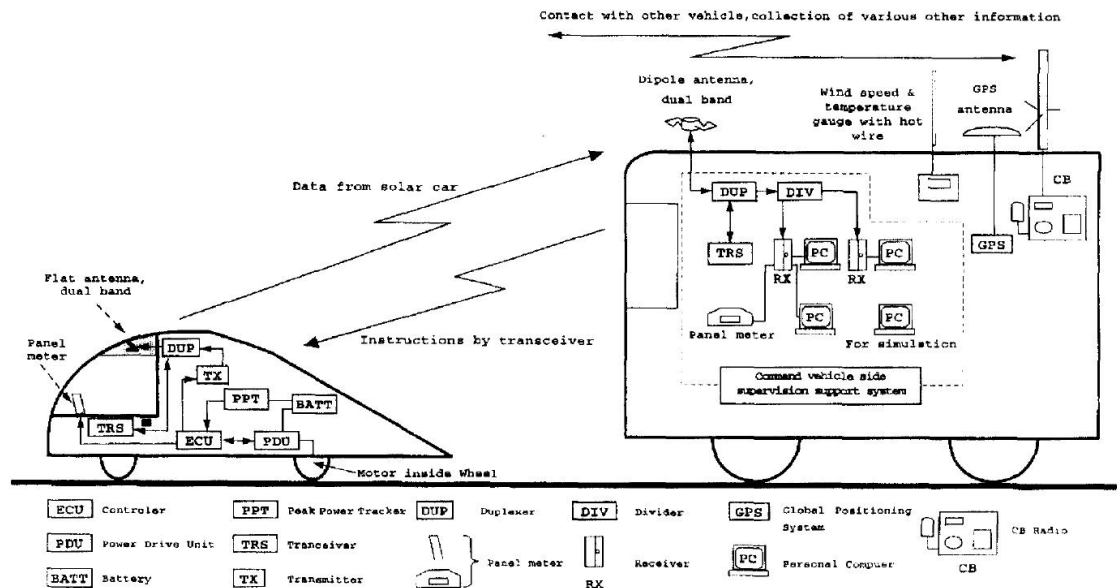 Contact with other vehicle,collection of various other information
Dipole antenna,
dual band
Wind speed &
temperature
gauge with hot
wire
GPS
antenna
Data from solar car
DUP
DIV
CB
TRS
RX
PC
RX
PC
GPS
Flat antenna,
dual band
Panel
meter
Panel meter
PC
PC
For simulation
Instructions by transceiver
Command vehicle side
supervision support
system
DUP
TX
PPT
BATT
TRS
ECU
PDU
Motor inside Wheel
ECU Controler
PPT Peak Power Tracker
DUP Duplexer
DIV Divider
GPS Global Positioning
System
CB Radio
CB
PDU Power Drive Unit
TRS Tranceiver
Panel meter
Receiver
RX
PC Personal Compuer
BATT Battery
TX Transmitter